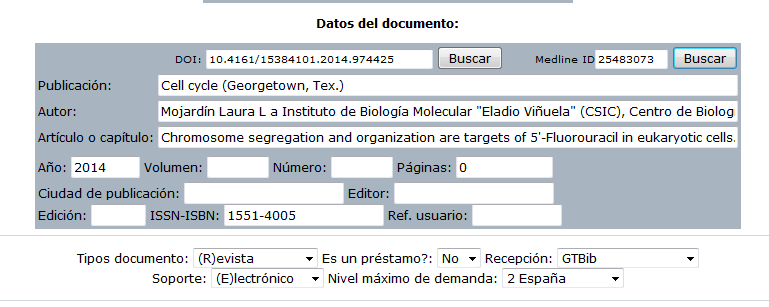 Datos del documento:
DOI: 10.4161/15384101.2014.974425 Buscar Medline ID 25483073 Buscar
Publicación: Cell cycle (Georgetown, Tex.)
Autor: Mojardín Laura L a Instituto de Biología Molecular "Eladio Viñuela" (CSIC), Centro de Biolog
Artículo o capítulo: Chromosome segregation and organization are targets of 5'-Fluorouracil in eukaryotic cells.
Año: 2014 Volumen: Número: Páginas: 0
Ciudad de publicación: Editor:
Edición: ISSN-ISBN: 1551-4005 Ref. usuario:
Tipos documento: (R)evista Es un préstamo?: No Recepción: GTBib
Soporte: (E)lectrónico Nivel máximo de demanda: 2 España